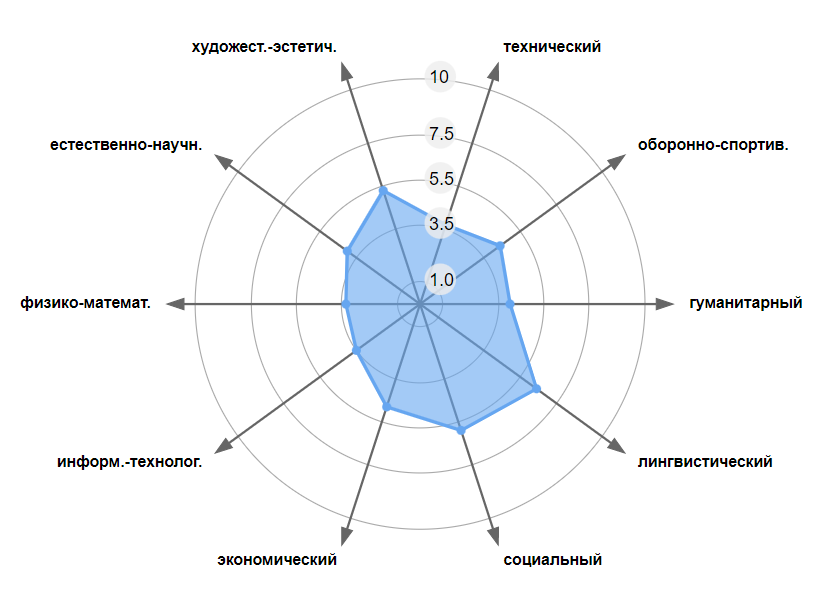 художест.-эстетич.
технический
10
7.5
естественно-научн.
оборонно-спортив.
5.5
3.5
1.0
физико-математ.
гуманитарный
информ.-технолог.
лингвистический
экономический
социальный